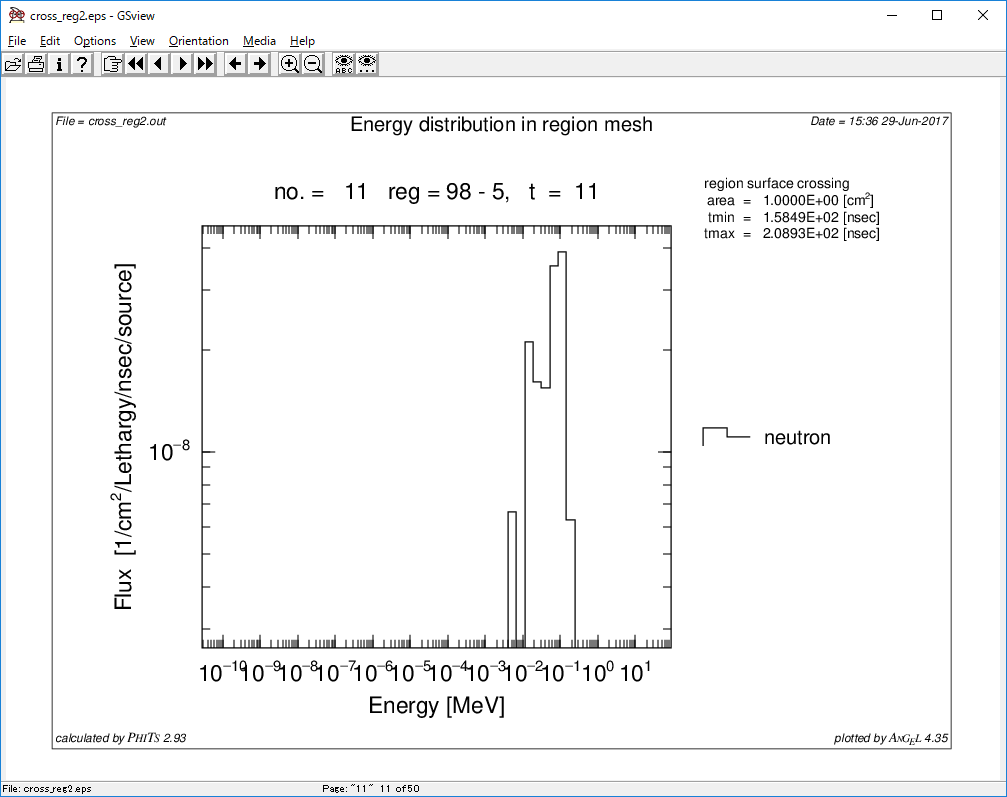 cross_reg2.eps - GSview
File Edit Options View Orientation Media Help
File = cross_reg2.out
Energy distribution in region mesh
Date = 15:36 29-Jun-2017
no. = 11 reg = 98 - 5, t = 11
region surface crossing
area = 1.0000E+00 [cm²]
tmin = 1.5849E+02 [nsec]
tmax = 2.0893E+02 [nsec]
Flux [1/cm²/Lethargy/nsec/source]
10⁻⁸
neutron
10⁻¹⁰ 10⁻⁹ 10⁻⁸ 10⁻⁷ 10⁻⁶ 10⁻⁵ 10⁻⁴ 10⁻³ 10⁻² 10⁻¹ 10⁰ 10¹
Energy [MeV]
calculated by PHITS 2.93
plotted by ANGEL 4.35
File: cross_reg2.eps
Page: "11" 11 of 50